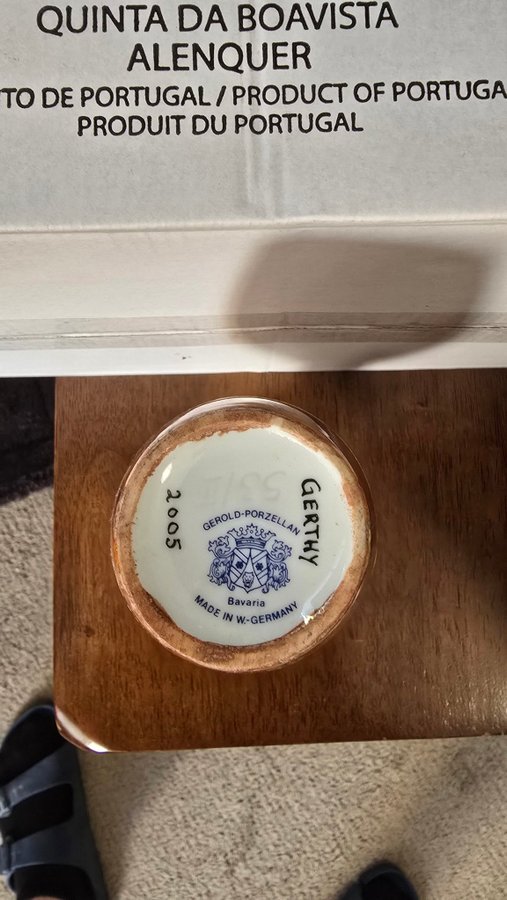 QUINTA DA BOAVISTA
ALENQUER
TO DE PORTUGAL / PRODUCT OF PORTUGA
PRODUIT DU PORTUGAL
2005
GEROLD-PORZELLAN
Bavaria
MADE IN W.-GERMANY
GERTHY